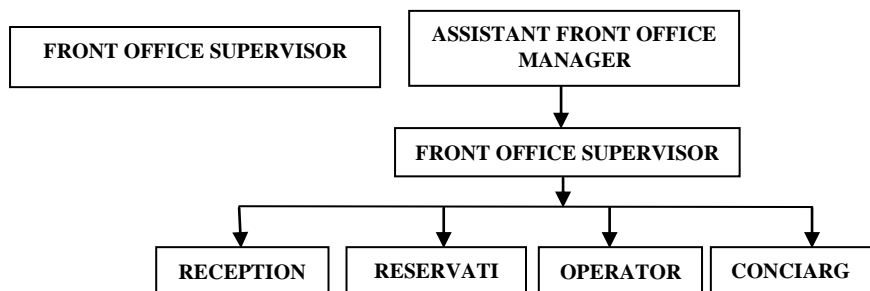 FRONT OFFICE SUPERVISOR
ASSISTANT FRONT OFFICE
MANAGER
FRONT OFFICE SUPERVISOR
RECEPTION
RESERVATI
OPERATOR
CONCIARG